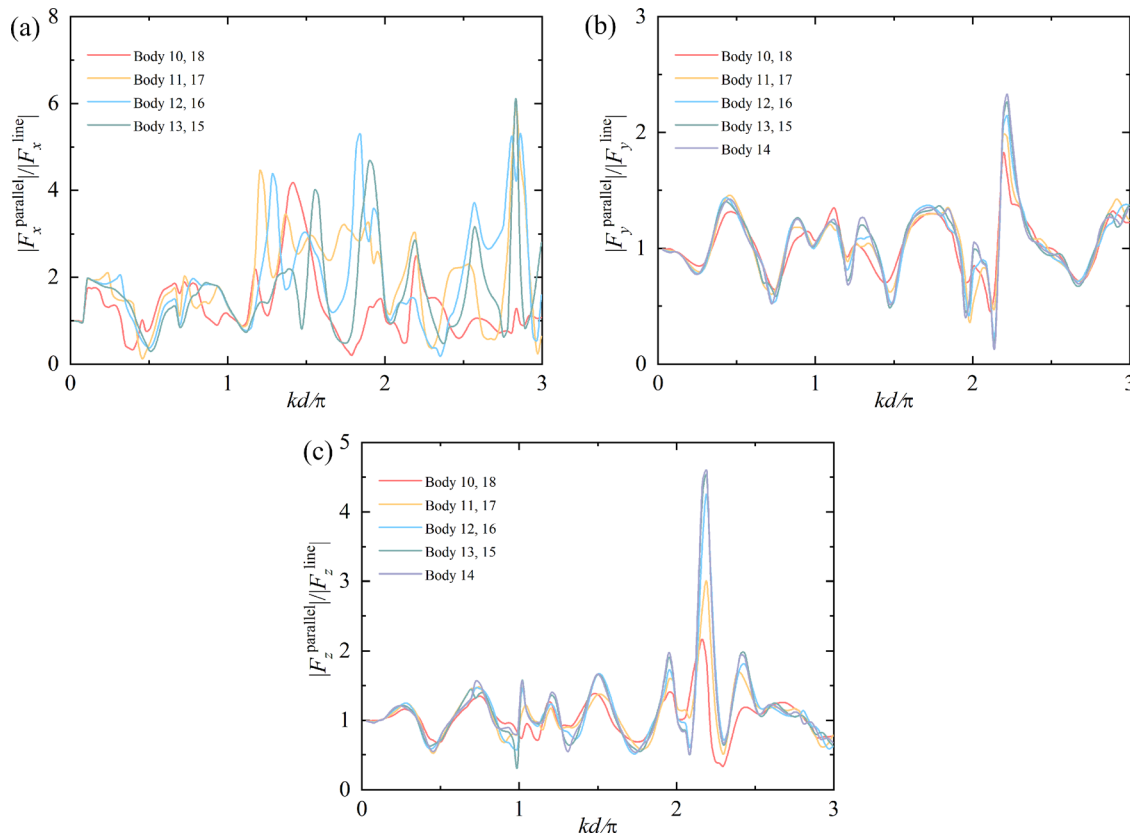 (a)
8
6
4
2
0
|F_x^parallel|/|F_x^line|
Body 10, 18
Body 11, 17
Body 12, 16
Body 13, 15
0 1 2 3
kd/π
(b)
3
2
1
0
|F_y^parallel|/|F_y^line|
Body 10, 18
Body 11, 17
Body 12, 16
Body 13, 15
Body 14
0 1 2 3
kd/π
(c)
5
4
3
2
1
0
|F_z^parallel|/|F_z^line|
Body 10, 18
Body 11, 17
Body 12, 16
Body 13, 15
Body 14
0 1 2 3
kd/π